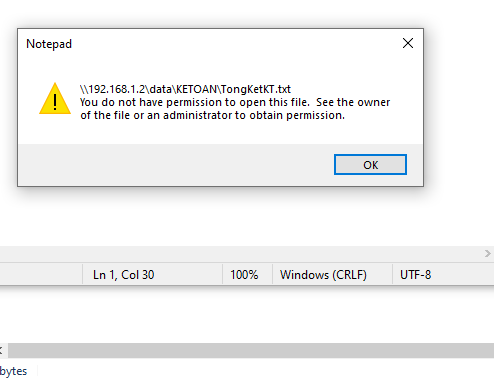 Notepad
\\192.168.1.2\data\KETOAN\TongKetKT.txt
You do not have permission to open this file.  See the owner
of the file or an administrator to obtain permission.
OK
Ln 1, Col 30
100%
Windows (CRLF)
UTF-8
bytes